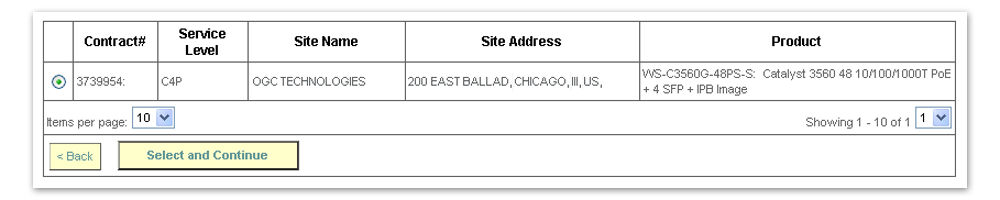 Contract# Service Level Site Name Site Address Product
3739954: C4P OGC TECHNOLOGIES 200 EAST BALLAD, CHICAGO, Ill, US, WS-C3560G-48PS-S: Catalyst 3560 48 10/100/1000T PoE
+ 4 SFP + IPB Image
Items per page: 10 Showing 1 - 10 of 1 1
< Back Select and Continue